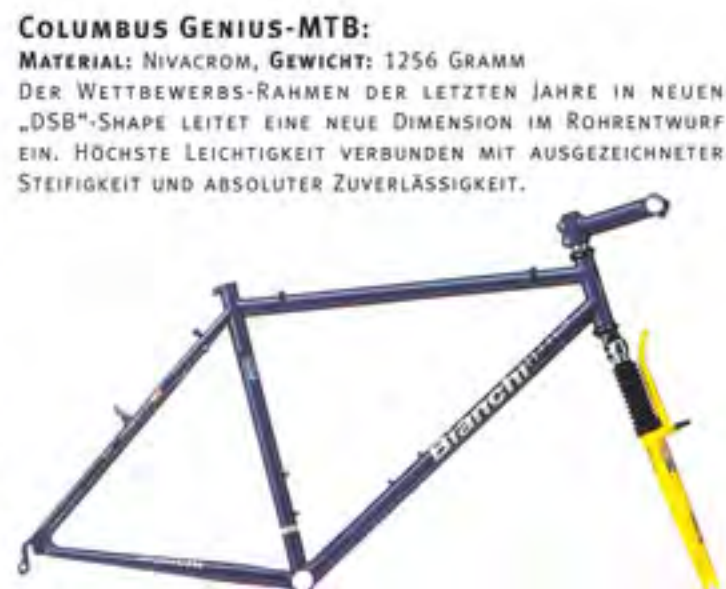 COLUMBUS GENIUS-MTB:
MATERIAL: NIVACROM, GEWICHT: 1256 GRAMM
DER WETTBEWERBS-RAHMEN DER LETZTEN JAHRE IN NEUEN
„DSB"-SHAPE LEITET EINE NEUE DIMENSION IM ROHRENTWURF
EIN. HÖCHSTE LEICHTIGKEIT VERBUNDEN MIT AUSGEZEICHNETER
STEIFIGKEIT UND ABSOLUTER ZUVERLÄSSIGKEIT.
Bianchi